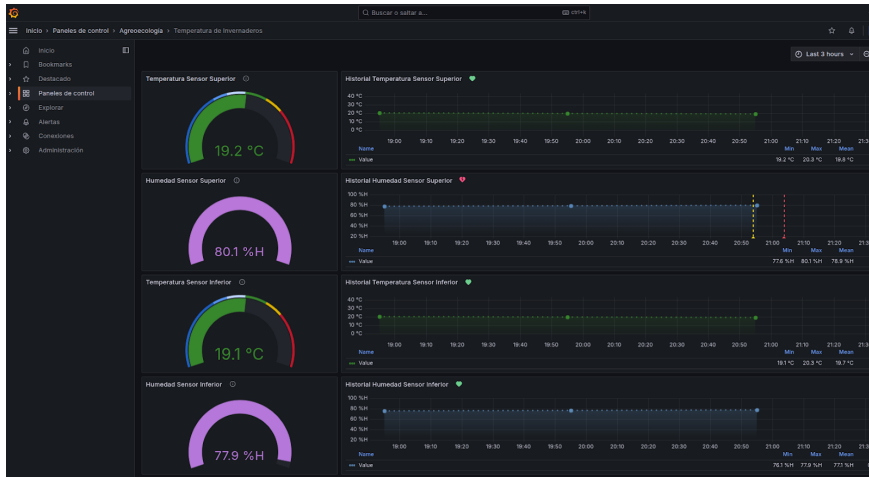 Buscar o saltar a...
ctrl+k
Inicio › Paneles de control › Agroecología › Temperatura de Invernaderos
Inicio
Bookmarks
Destacado
Paneles de control
Explorar
Alertas
Conexiones
Administración
Last 3 hours
Temperatura Sensor Superior
19.2 °C
Historial Temperatura Sensor Superior
40 °C
30 °C
20 °C
10 °C
0 °C
19:00 19:10 19:20 19:30 19:40 19:50 20:00 20:10 20:20 20:30 20:40 20:50 21:00 21:10 21:20 21:3
Name Min Max Mean
Value 19.2 °C 20.3 °C 19.8 °C
Humedad Sensor Superior
80.1 %H
Historial Humedad Sensor Superior
100 %H
80 %H
60 %H
40 %H
20 %H
19:00 19:10 19:20 19:30 19:40 19:50 20:00 20:10 20:20 20:30 20:40 20:50 21:00 21:10 21:20 21:3
Name Min Max Mean
Value 77.6 %H 80.1 %H 78.9 %H
Temperatura Sensor Inferior
19.1 °C
Historial Temperatura Sensor Inferior
40 °C
30 °C
20 °C
10 °C
0 °C
19:00 19:10 19:20 19:30 19:40 19:50 20:00 20:10 20:20 20:30 20:40 20:50 21:00 21:10 21:20 21:3
Name Min Max Mean
Value 19.1 °C 20.3 °C 19.7 °C
Humedad Sensor Inferior
77.9 %H
Historial Humedad Sensor Inferior
100 %H
80 %H
60 %H
40 %H
20 %H
19:00 19:10 19:20 19:30 19:40 19:50 20:00 20:10 20:20 20:30 20:40 20:50 21:00 21:10 21:20 21:3
Name Min Max Mean
Value 76.1 %H 77.9 %H 77.1 %H